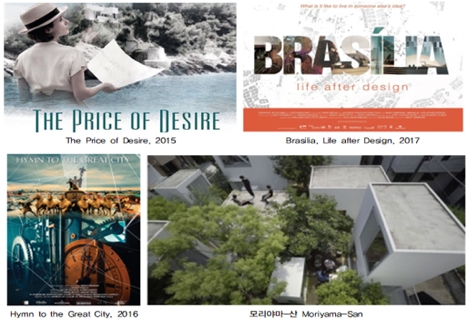 THE PRICE OF DESIRE
The Price of Desire, 2015
What is it like to live in someone else's idea?
BRASÍLIA
life after design
Brasilia, Life after Design, 2017
HYMN TO THE GREAT CITY
Hymn to the Great City, 2016
모리야마-샨 Moriyama-San